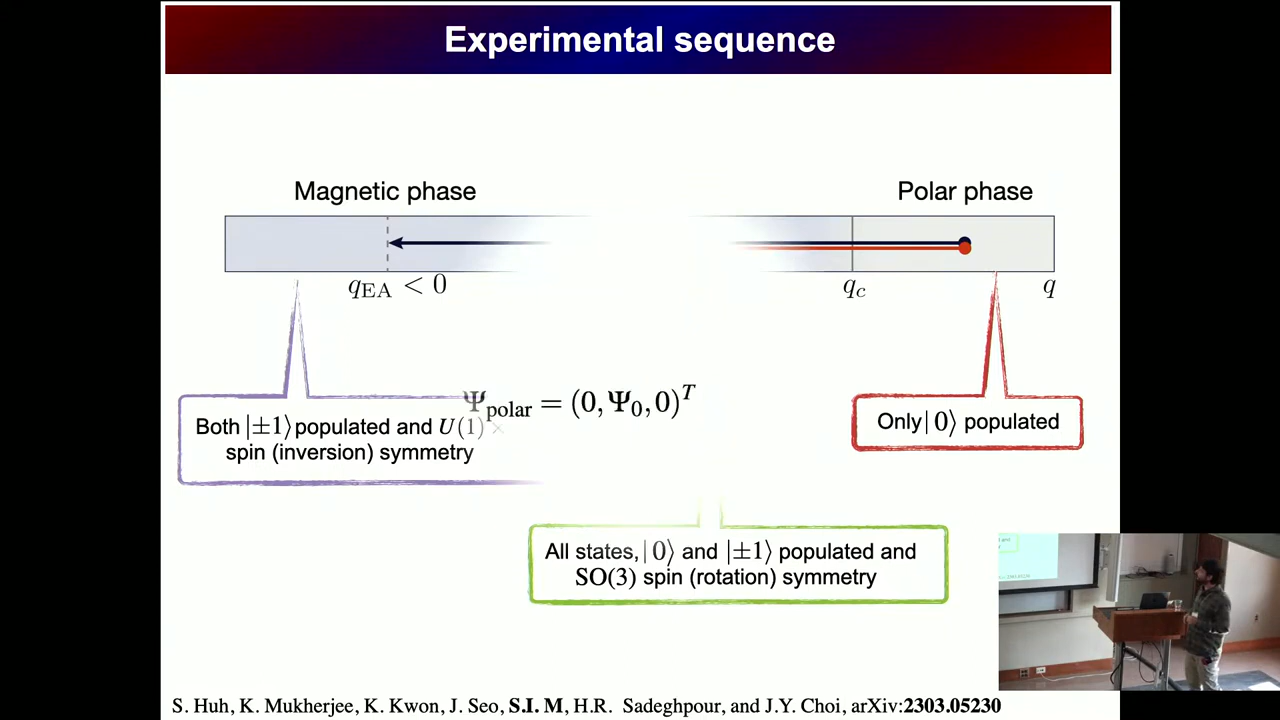 Experimental sequence
Magnetic phase
Polar phase
q_EA < 0
q_c
q
Ψ_polar = (0, Ψ_0, 0)^T
Both |±1⟩ populated and U(1) ×
spin (inversion) symmetry
Only |0⟩ populated
All states, |0⟩ and |±1⟩ populated and
SO(3) spin (rotation) symmetry
S. Huh, K. Mukherjee, K. Kwon, J. Seo, S.I. M, H.R. Sadeghpour, and J.Y. Choi, arXiv:2303.05230